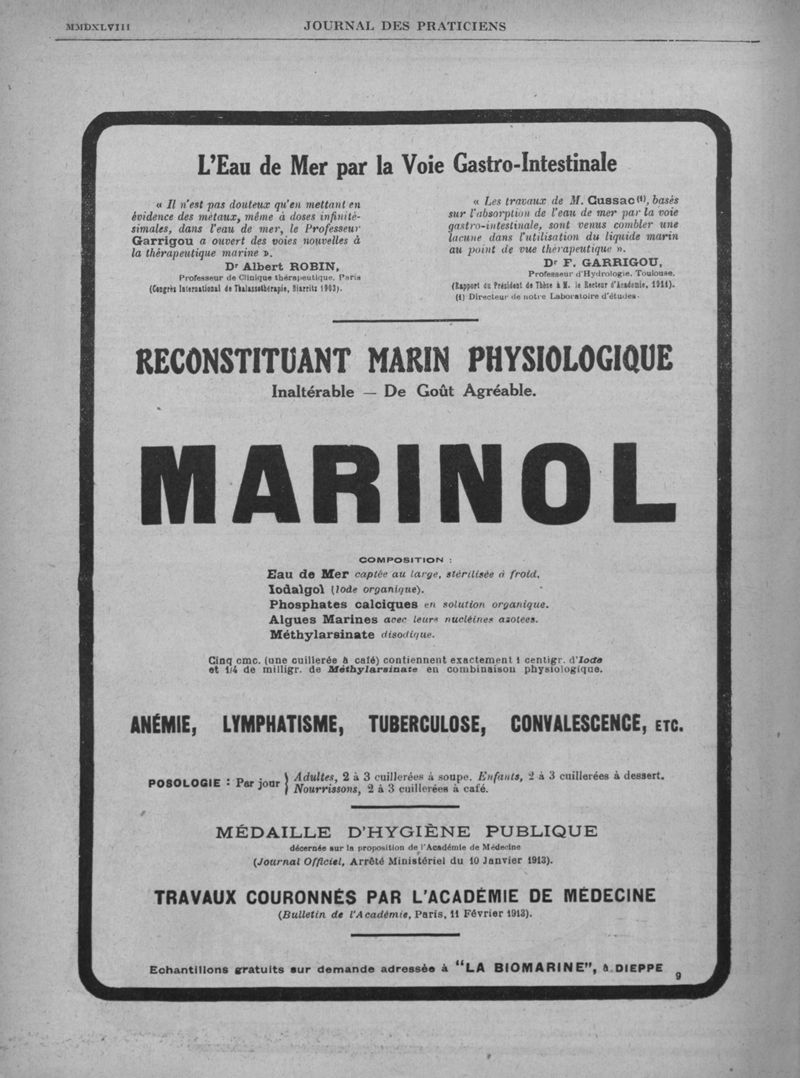 MMDXLVIII
JOURNAL DES PRATICIENS
L'Eau de Mer par la Voie Gastro-Intestinale
« Il n'est pas douteux qu'en mettant en
évidence des métaux, même à doses infinité-
simales, dans l'eau de mer, le Professeur
Garrigou a ouvert des voies nouvelles à
la thérapeutique marine ».
Dr Albert ROBIN,
Professeur de Clinique thérapeutique, Paris
(Congrès International de Thalassothérapie, Biarritz 1903).
« Les travaux de M. Cussac(1), basés
sur l'absorption de l'eau de mer par la voie
gastro-intestinale, sont venus combler une
lacune dans l'utilisation du liquide marin
au point de vue thérapeutique ».
Dr F. GARRIGOU,
Professeur d'Hydrologie, Toulouse.
(Rapport du Président de Thèse à M. le Recteur d'Académie, 1911).
(1) Directeur de notre Laboratoire d'études.
RECONSTITUANT MARIN PHYSIOLOGIQUE
Inaltérable — De Goût Agréable.
MARINOL
COMPOSITION :
Eau de Mer captée au large, stérilisée à froid.
Iodalgol (Iode organique).
Phosphates calciques en solution organique.
Algues Marines avec leurs nucléines azotées.
Méthylarsinate disodique.
Cinq cmc. (une cuillerée à café) contiennent exactement 1 centigr. d'Iode
et 1/4 de milligr. de Méthylarsinate en combinaison physiologique.
ANÉMIE, LYMPHATISME, TUBERCULOSE, CONVALESCENCE, ETC.
POSOLOGIE : Par jour } Adultes, 2 à 3 cuillerées à soupe. Enfants, 2 à 3 cuillerées à dessert.
Nourrissons, 2 à 3 cuillerées à café.
MÉDAILLE D'HYGIÈNE PUBLIQUE
décernée sur la proposition de l'Académie de Médecine
(Journal Officiel, Arrêté Ministériel du 10 Janvier 1913).
TRAVAUX COURONNÉS PAR L'ACADÉMIE DE MÉDECINE
(Bulletin de l'Académie, Paris, 11 Février 1913).
Echantillons gratuits sur demande adressée à "LA BIOMARINE", à DIEPPE
9